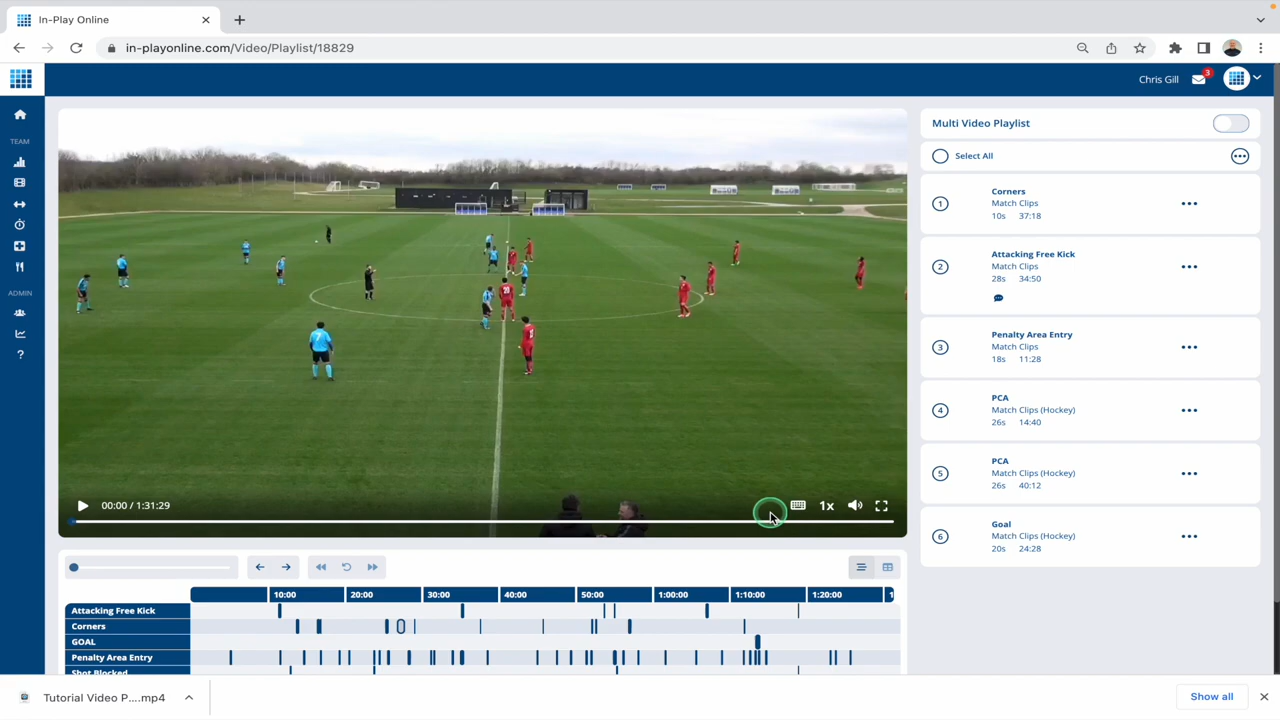 In-Play Online
in-playonline.com/Video/Playlist/18829
Chris Gill
3
TEAM
ADMIN
?
7
20
00:00 / 1:31:29
1x
Multi Video Playlist
Select All
1
Corners
Match Clips
10s 37:18
2
Attacking Free Kick
Match Clips
28s 34:50
3
Penalty Area Entry
Match Clips
18s 11:28
4
PCA
Match Clips (Hockey)
26s 14:40
5
PCA
Match Clips (Hockey)
26s 40:12
6
Goal
Match Clips (Hockey)
20s 24:28
10:00 20:00 30:00 40:00 50:00 1:00:00 1:10:00 1:20:00 1
Attacking Free Kick
Corners
GOAL
Penalty Area Entry
Shot Blocked
Tutorial Video P....mp4
Show all